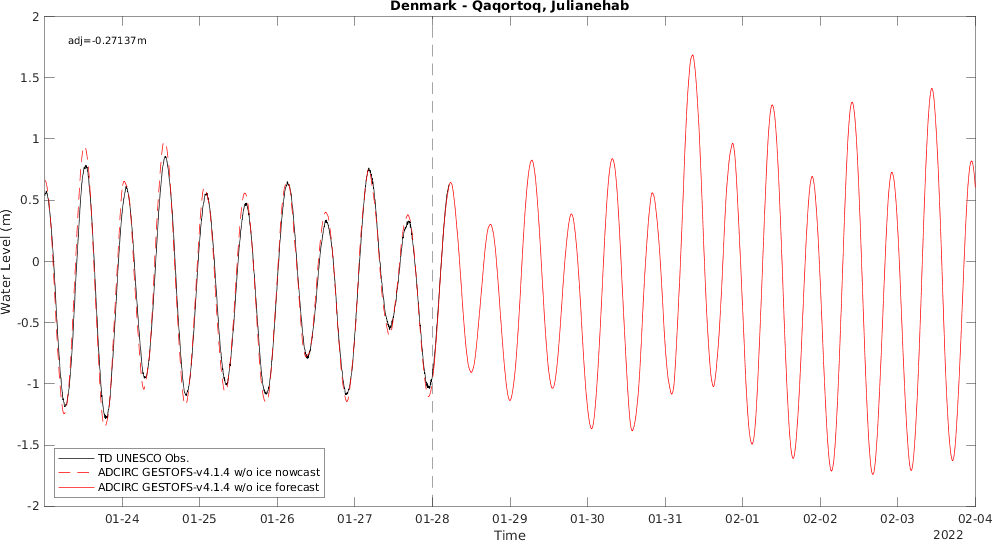 Denmark - Qaqortoq, Julianehab
adj=-0.27137m
2
1.5
1
0.5
0
-0.5
-1
-1.5
-2
Water Level (m)
TD UNESCO Obs.
ADCIRC GESTOFS-v4.1.4 w/o ice nowcast
ADCIRC GESTOFS-v4.1.4 w/o ice forecast
01-24 01-25 01-26 01-27 01-28 01-29 01-30 01-31 02-01 02-02 02-03 02-04
Time
2022